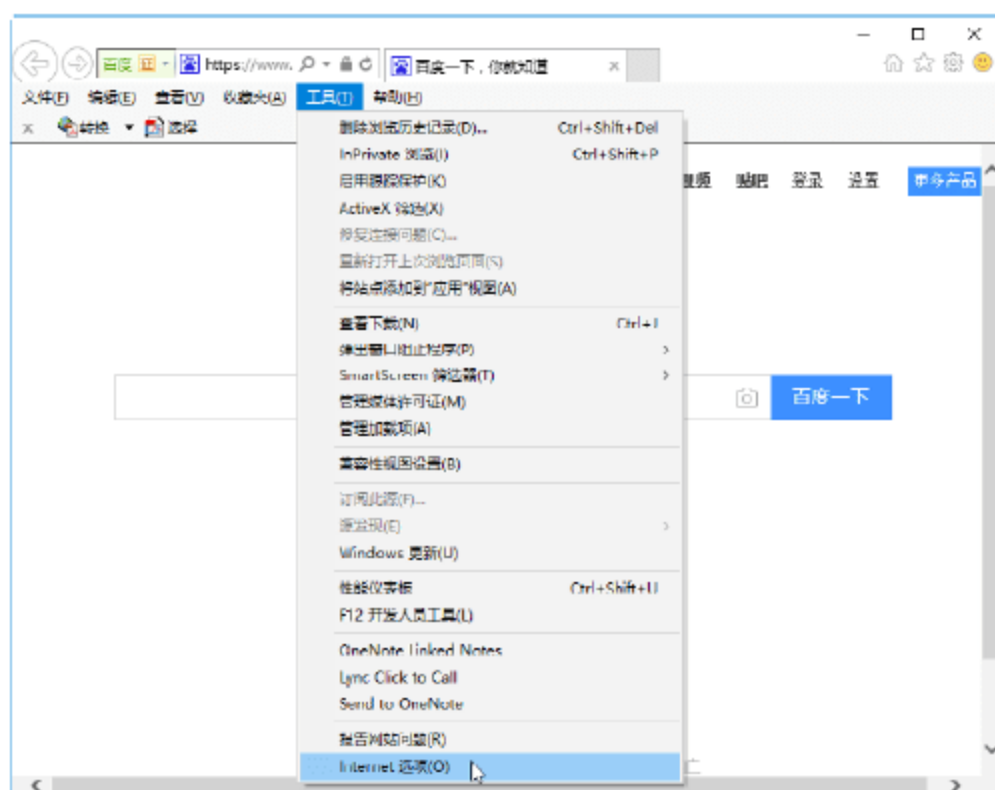 百度 证 https://www. 百度一下，你就知道
文件(F) 编辑(E) 查看(V) 收藏夹(A) 工具(T) 帮助(H)
x 转换 选择
删除浏览历史记录(D)... Ctrl+Shift+Del
InPrivate 浏览(I) Ctrl+Shift+P
启用跟踪保护(K)
ActiveX 筛选(X)
修复连接问题(C)...
重新打开上次浏览页面(S)
将站点添加到“应用”视图(A)
查看下载(N) Ctrl+J
弹出窗口阻止程序(P)
SmartScreen 筛选器(T)
管理媒体许可证(M)
管理加载项(A)
兼容性视图设置(B)
订阅此源(F)...
源发现(E)
Windows 更新(U)
性能仪表板 Ctrl+Shift+U
F12 开发人员工具(L)
OneNote Linked Notes
Lync Click to Call
Send to OneNote
报告网站问题(R)
Internet 选项(O)
视频 贴吧 登录 设置 更多产品
百度一下